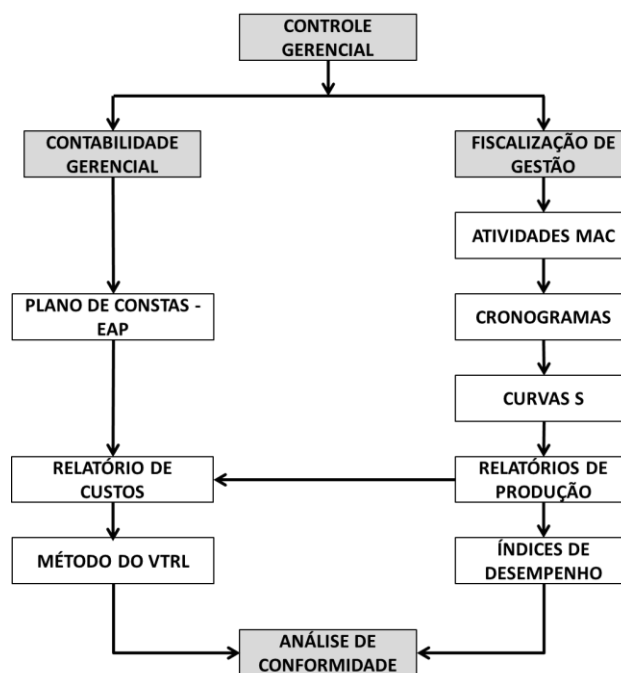 CONTROLE
GERENCIAL
CONTABILIDADE
GERENCIAL
FISCALIZAÇÃO DE
GESTÃO
ATIVIDADES MAC
PLANO DE CONSTAS -
EAP
CRONOGRAMAS
CURVAS S
RELATÓRIO DE
CUSTOS
RELATÓRIOS DE
PRODUÇÃO
MÉTODO DO VTRL
ÍNDICES DE
DESEMPENHO
ANÁLISE DE
CONFORMIDADE